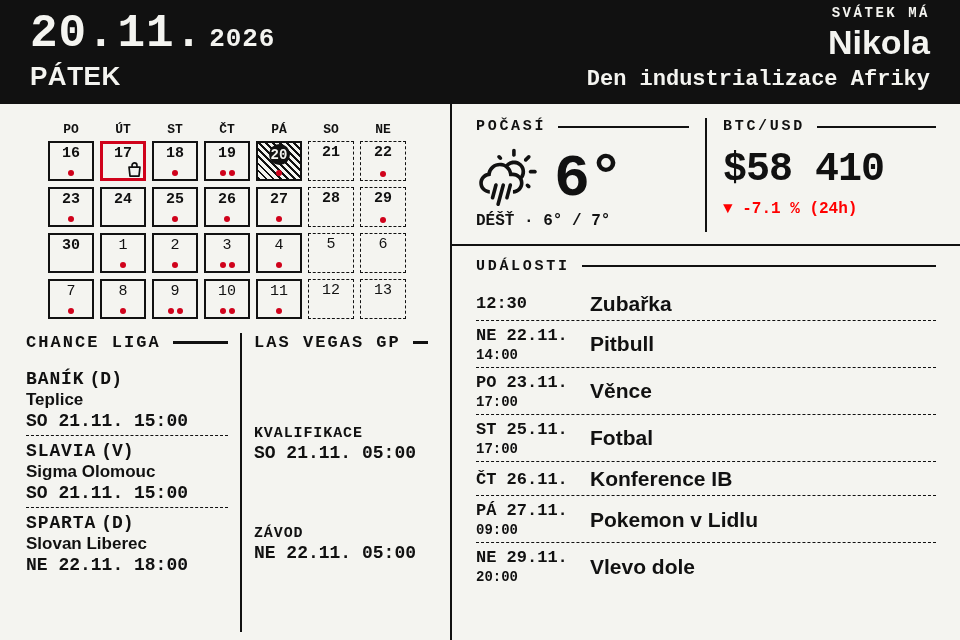 20.11. 2026
PÁTEK
SVÁTEK MÁ
Nikola
Den industrializace Afriky
PO ÚT ST ČT PÁ SO NE
16 17 18 19 20 21 22
23 24 25 26 27 28 29
30 1 2 3 4 5 6
7 8 9 10 11 12 13
CHANCE LIGA
BANÍK (D)
Teplice
SO 21.11. 15:00
SLAVIA (V)
Sigma Olomouc
SO 21.11. 15:00
SPARTA (D)
Slovan Liberec
NE 22.11. 18:00
LAS VEGAS GP
KVALIFIKACE
SO 21.11. 05:00
ZÁVOD
NE 22.11. 05:00
POČASÍ
6°
DÉŠŤ · 6° / 7°
BTC/USD
$58 410
▼ -7.1 % (24h)
UDÁLOSTI
12:30 Zubařka
NE 22.11.
14:00
Pitbull
PO 23.11.
17:00
Věnce
ST 25.11.
17:00
Fotbal
ČT 26.11. Konference IB
PÁ 27.11.
09:00
Pokemon v Lidlu
NE 29.11.
20:00
Vlevo dole